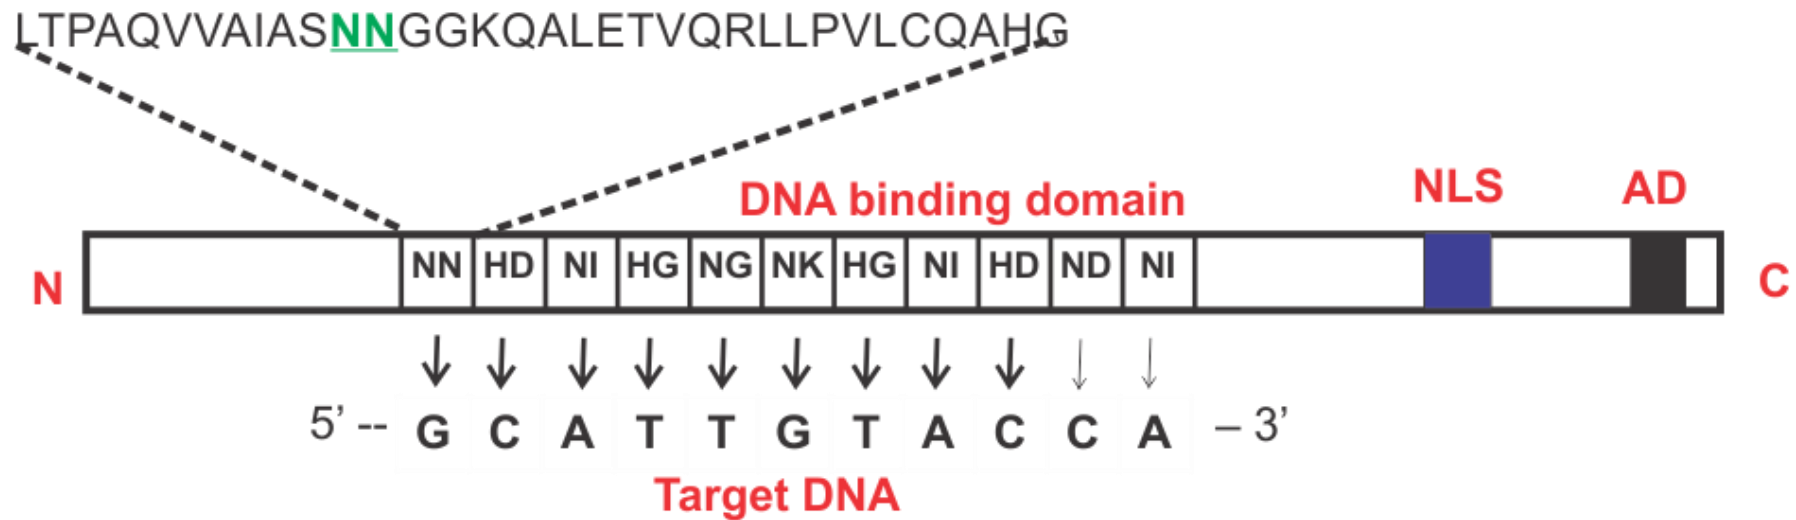 LTPAQVVAIASNNGGKQALETVQRLLPVLCQAHG
DNA binding domain NLS AD
N NN HD NI HG NG NK HG NI HD ND NI C
5’ -- G C A T T G T A C C A – 3’
Target DNA